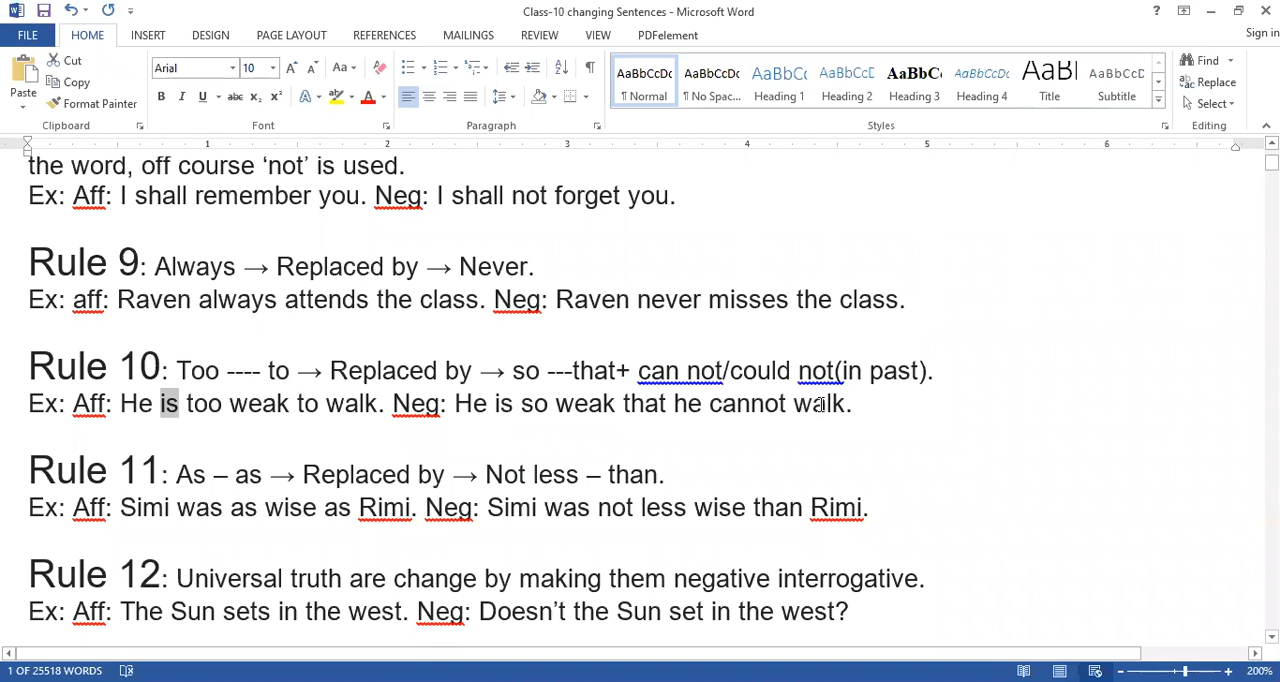 Class-10 changing Sentences - Microsoft Word
FILE HOME INSERT DESIGN PAGE LAYOUT REFERENCES MAILINGS REVIEW VIEW PDFelement Sign in
Paste
Cut
Copy
Format Painter
Clipboard
Arial 10
Font
Paragraph
AaBbCcDc AaBbCcDc AaBbCc AaBbCcDc AaBbCc AaBbCcDc AaBl AaBbCcDc
¶ Normal ¶ No Spac... Heading 1 Heading 2 Heading 3 Heading 4 Title Subtitle
Styles
Find
Replace
Select
Editing
1 2 3 4 5 6
the word, off course ‘not’ is used.
Ex: Aff: I shall remember you. Neg: I shall not forget you.
Rule 9: Always → Replaced by → Never.
Ex: aff: Raven always attends the class. Neg: Raven never misses the class.
Rule 10: Too ---- to → Replaced by → so ---that+ can not/could not(in past).
Ex: Aff: He is too weak to walk. Neg: He is so weak that he cannot walk.
Rule 11: As – as → Replaced by → Not less – than.
Ex: Aff: Simi was as wise as Rimi. Neg: Simi was not less wise than Rimi.
Rule 12: Universal truth are change by making them negative interrogative.
Ex: Aff: The Sun sets in the west. Neg: Doesn’t the Sun set in the west?
1 OF 25518 WORDS 200%